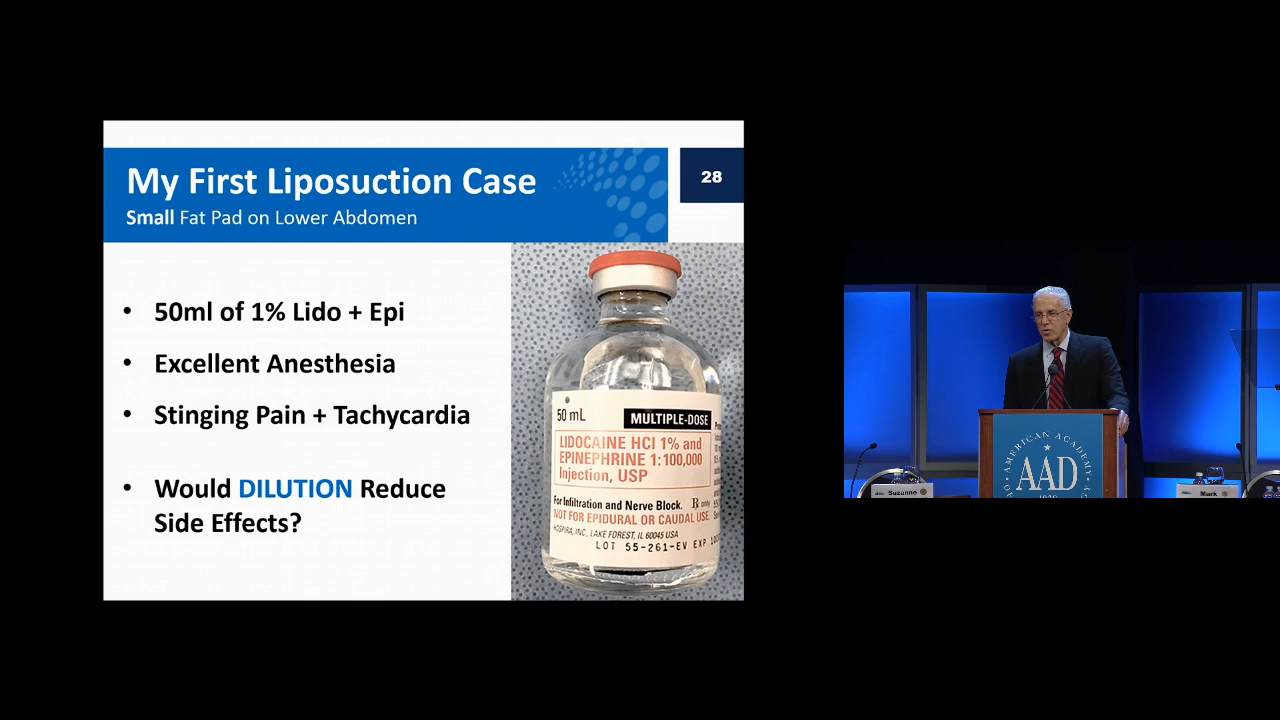 My First Liposuction Case
Small Fat Pad on Lower Abdomen
28
• 50ml of 1% Lido + Epi
• Excellent Anesthesia
• Stinging Pain + Tachycardia
• Would DILUTION Reduce
Side Effects?
50 mL
MULTIPLE-DOSE
LIDOCAINE HCl 1% and
EPINEPHRINE 1:100,000
Injection, USP
For Infiltration and Nerve Block. Rx only
NOT FOR EPIDURAL OR CAUDAL USE.
HOSPIRA, INC., LAKE FOREST, IL 60045 USA
LOT 55-261-EV EXP
AMERICAN ACADEMY
AAD
Suzanne
Mark